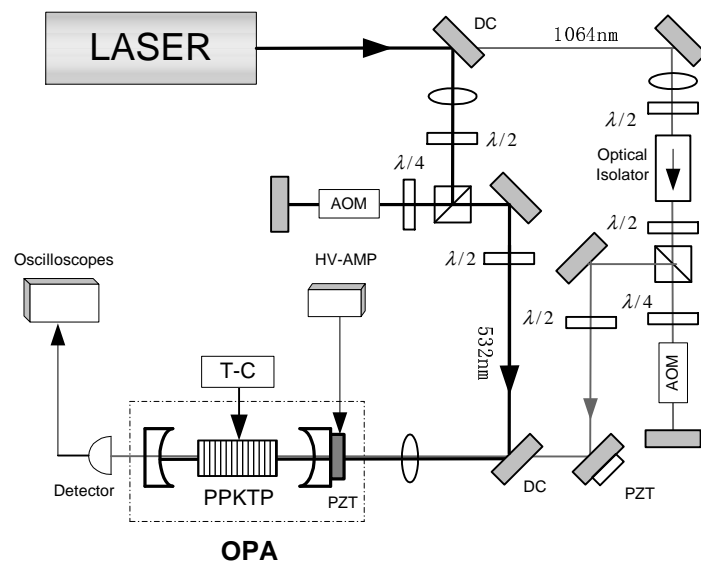 LASER
DC
1064nm
λ/2
λ/2
Optical
Isolator
λ/4
AOM
λ/2
λ/2
Oscilloscopes
HV-AMP
λ/2
λ/4
532nm
AOM
T-C
PPKTP
Detector
PZT
DC
PZT
OPA